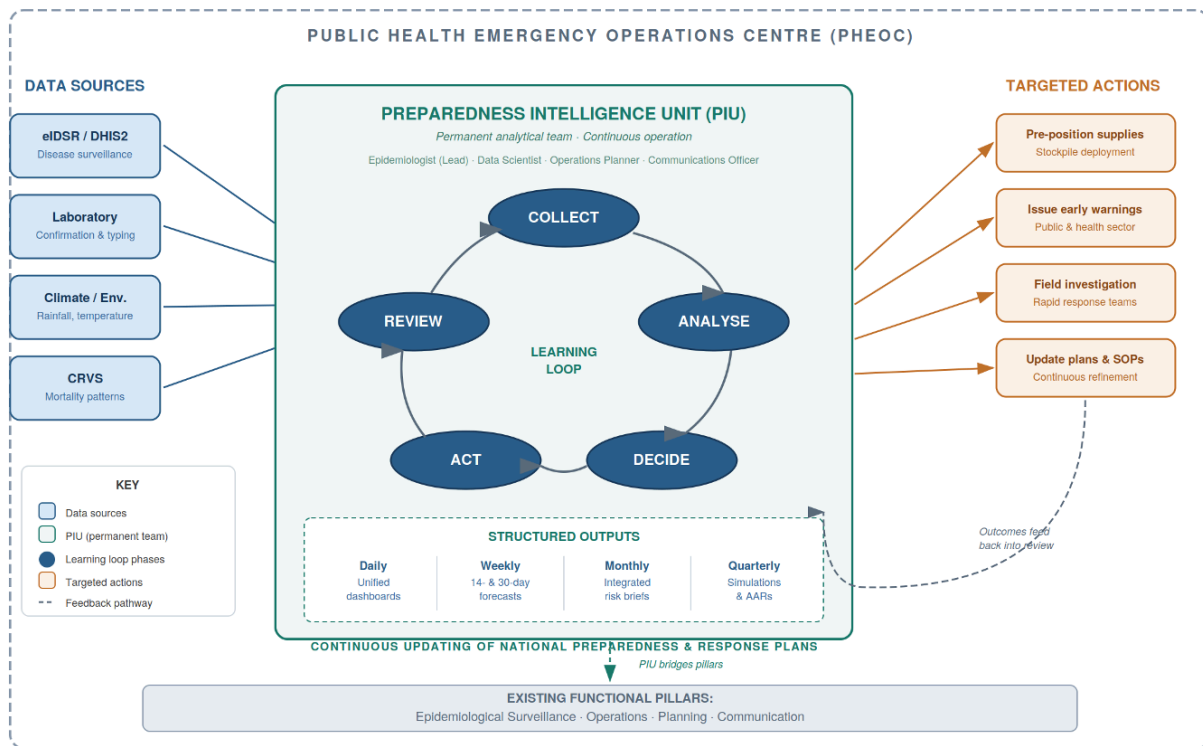 PUBLIC HEALTH EMERGENCY OPERATIONS CENTRE (PHEOC)
DATA SOURCES
eIDSR / DHIS2
Disease surveillance
Laboratory
Confirmation & typing
Climate / Env.
Rainfall, temperature
CRVS
Mortality patterns
KEY
Data sources
PIU (permanent team)
Learning loop phases
Targeted actions
Feedback pathway
PREPAREDNESS INTELLIGENCE UNIT (PIU)
Permanent analytical team · Continuous operation
Epidemiologist (Lead) · Data Scientist · Operations Planner · Communications Officer
COLLECT
ANALYSE
DECIDE
ACT
REVIEW
LEARNING
LOOP
STRUCTURED OUTPUTS
Daily
Unified
dashboards
Weekly
14- & 30-day
forecasts
Monthly
Integrated
risk briefs
Quarterly
Simulations
& AARs
TARGETED ACTIONS
Pre-position supplies
Stockpile deployment
Issue early warnings
Public & health sector
Field investigation
Rapid response teams
Update plans & SOPs
Continuous refinement
Outcomes feed
back into review
CONTINUOUS UPDATING OF NATIONAL PREPAREDNESS & RESPONSE PLANS
PIU bridges pillars
EXISTING FUNCTIONAL PILLARS:
Epidemiological Surveillance · Operations · Planning · Communication